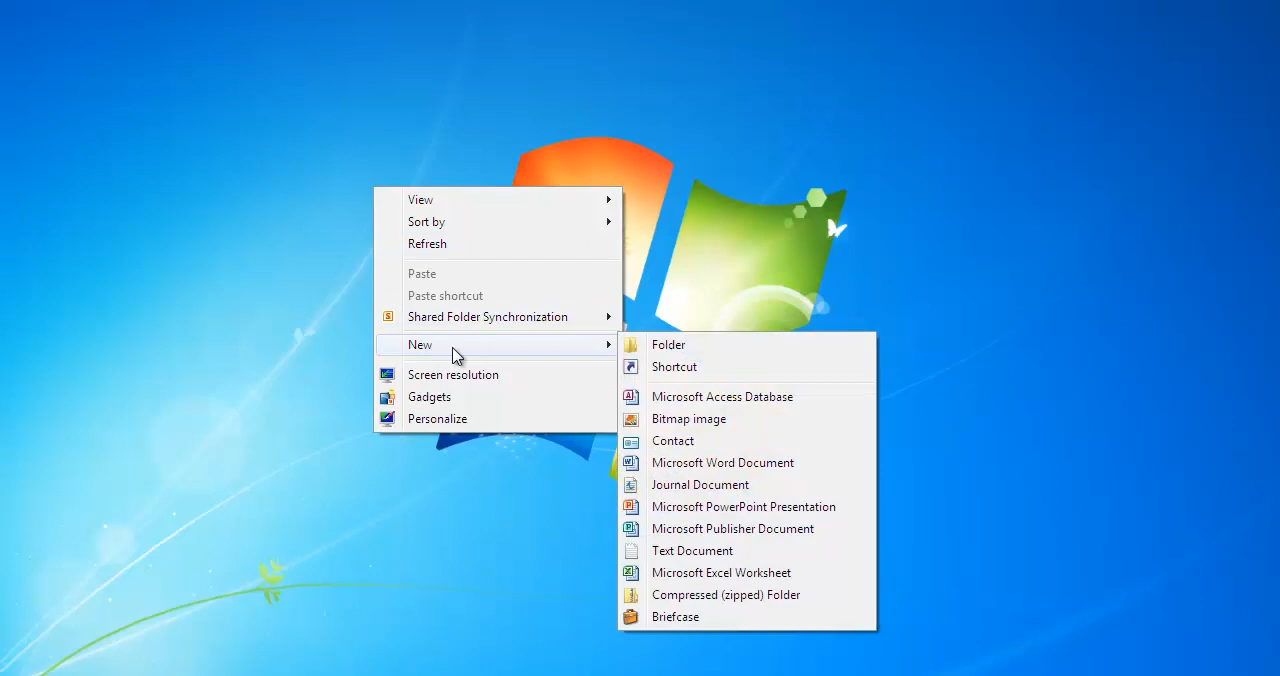 View
Sort by
Refresh
Paste
Paste shortcut
Shared Folder Synchronization
New
Screen resolution
Gadgets
Personalize
Folder
Shortcut
Microsoft Access Database
Bitmap image
Contact
Microsoft Word Document
Journal Document
Microsoft PowerPoint Presentation
Microsoft Publisher Document
Text Document
Microsoft Excel Worksheet
Compressed (zipped) Folder
Briefcase